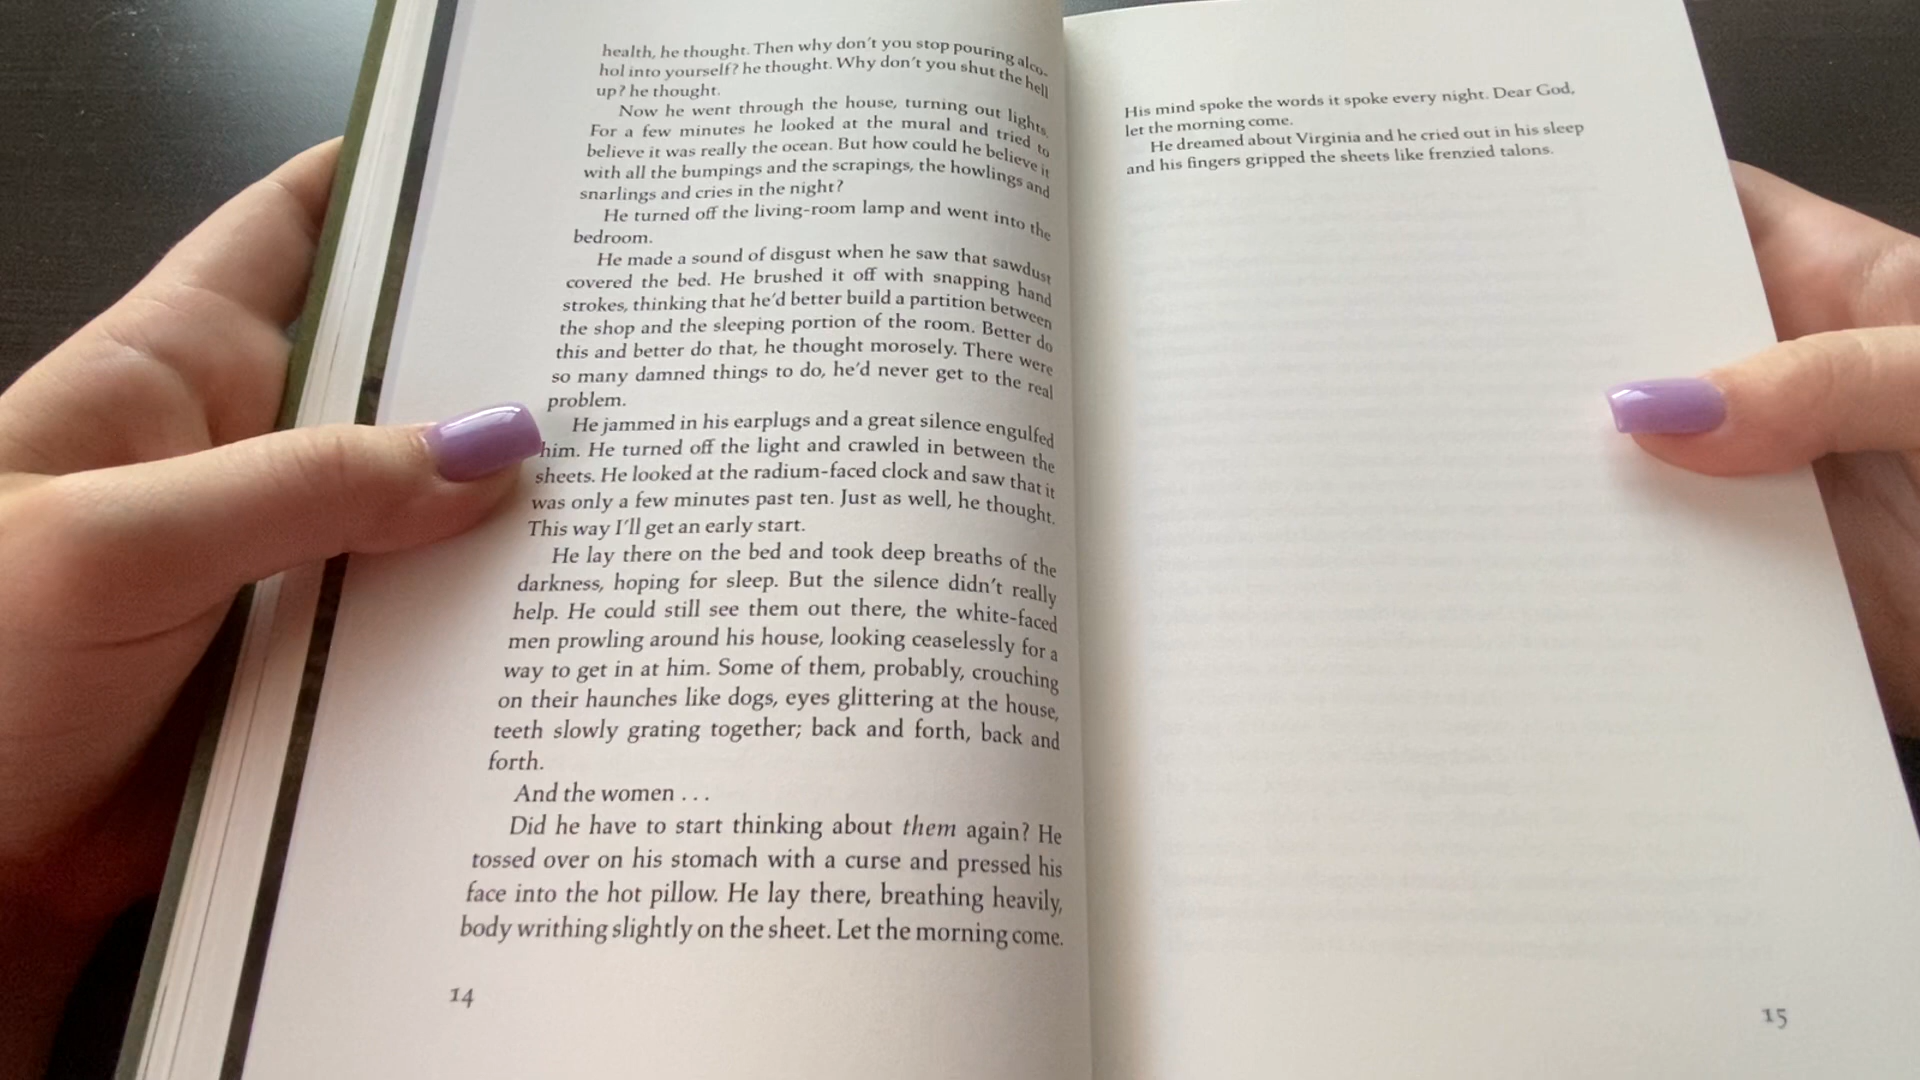 health, he thought. Then why don't you stop pouring alco-
hol into yourself? he thought. Why don't you shut the hell
up? he thought.
Now he went through the house, turning out lights.
For a few minutes he looked at the mural and tried to
believe it was really the ocean. But how could he believe it
with all the bumpings and the scrapings, the howlings and
snarlings and cries in the night?
He turned off the living-room lamp and went into the
bedroom.
He made a sound of disgust when he saw that sawdust
covered the bed. He brushed it off with snapping hand
strokes, thinking that he'd better build a partition between
the shop and the sleeping portion of the room. Better do
this and better do that, he thought morosely. There were
so many damned things to do, he'd never get to the real
problem.
He jammed in his earplugs and a great silence engulfed
him. He turned off the light and crawled in between the
sheets. He looked at the radium-faced clock and saw that it
was only a few minutes past ten. Just as well, he thought.
This way I'll get an early start.
He lay there on the bed and took deep breaths of the
darkness, hoping for sleep. But the silence didn't really
help. He could still see them out there, the white-faced
men prowling around his house, looking ceaselessly for a
way to get in at him. Some of them, probably, crouching
on their haunches like dogs, eyes glittering at the house,
teeth slowly grating together; back and forth, back and
forth.
And the women . . .
Did he have to start thinking about them again? He
tossed over on his stomach with a curse and pressed his
face into the hot pillow. He lay there, breathing heavily,
body writhing slightly on the sheet. Let the morning come.
14
His mind spoke the words it spoke every night. Dear God,
let the morning come.
He dreamed about Virginia and he cried out in his sleep
and his fingers gripped the sheets like frenzied talons.
15